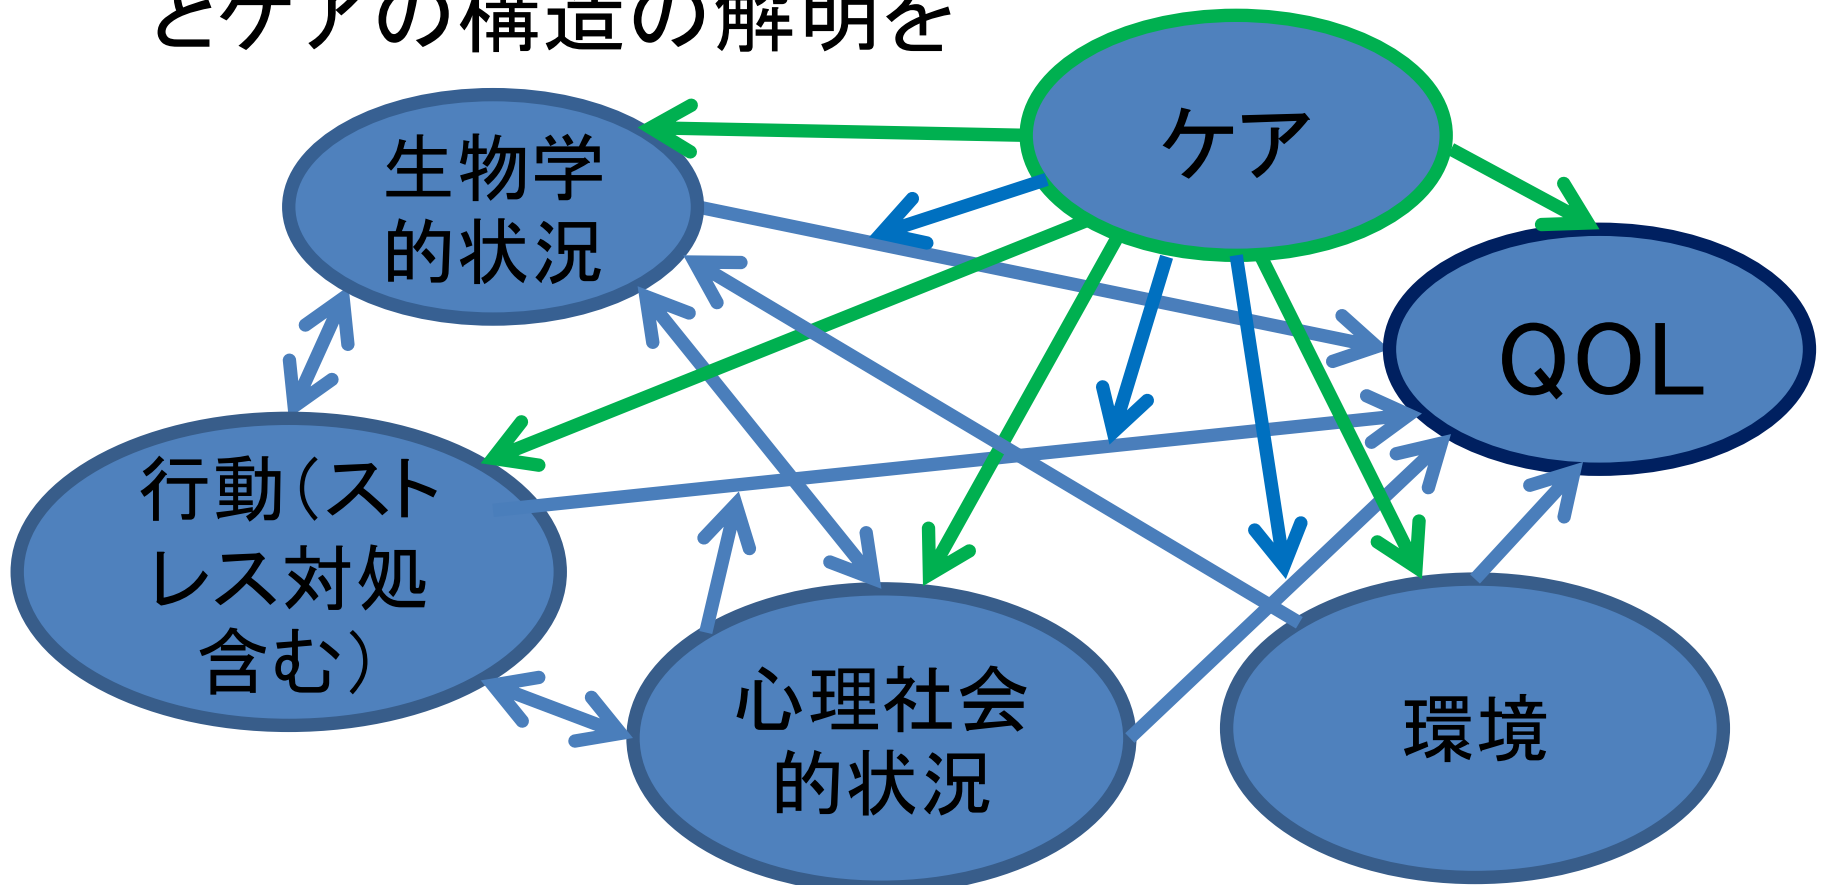 とケアの構造の解明を
ケア
生物学
的状況
QOL
行動（スト
レス対処
含む）
心理社会
的状況
環境